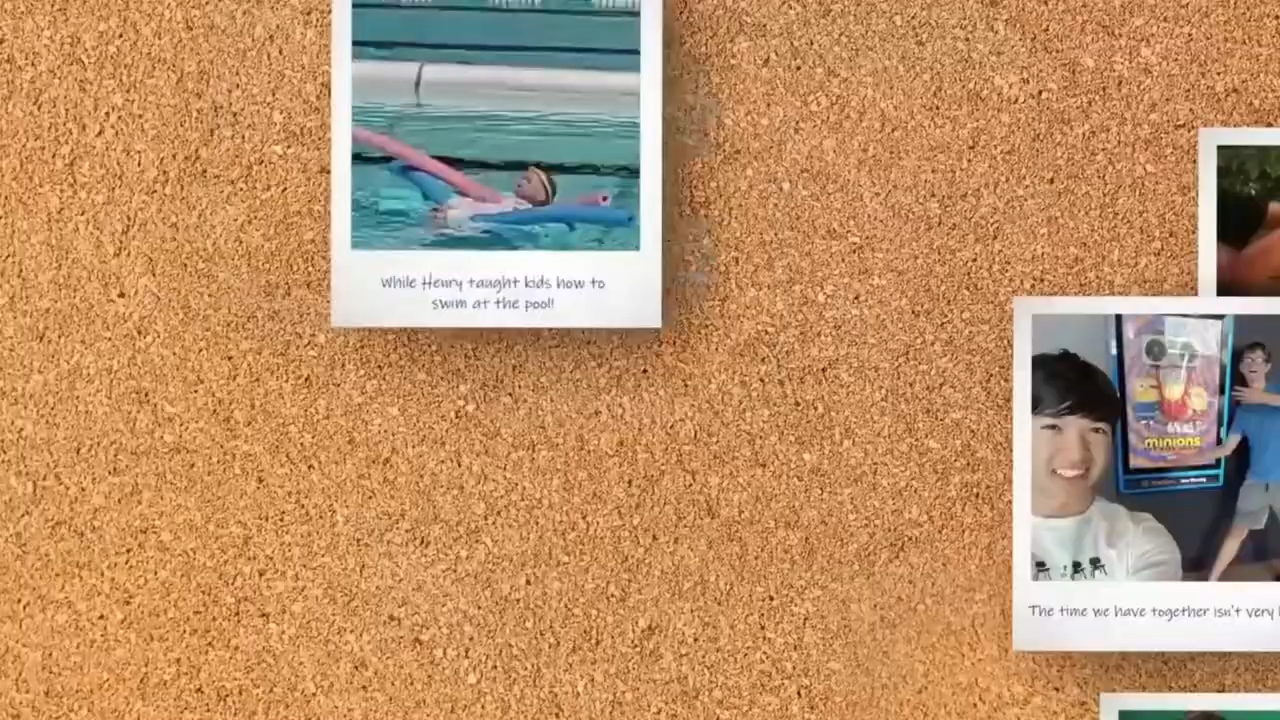 While Henry taught kids how to
swim at the pool!
minions
The time we have together isn't very